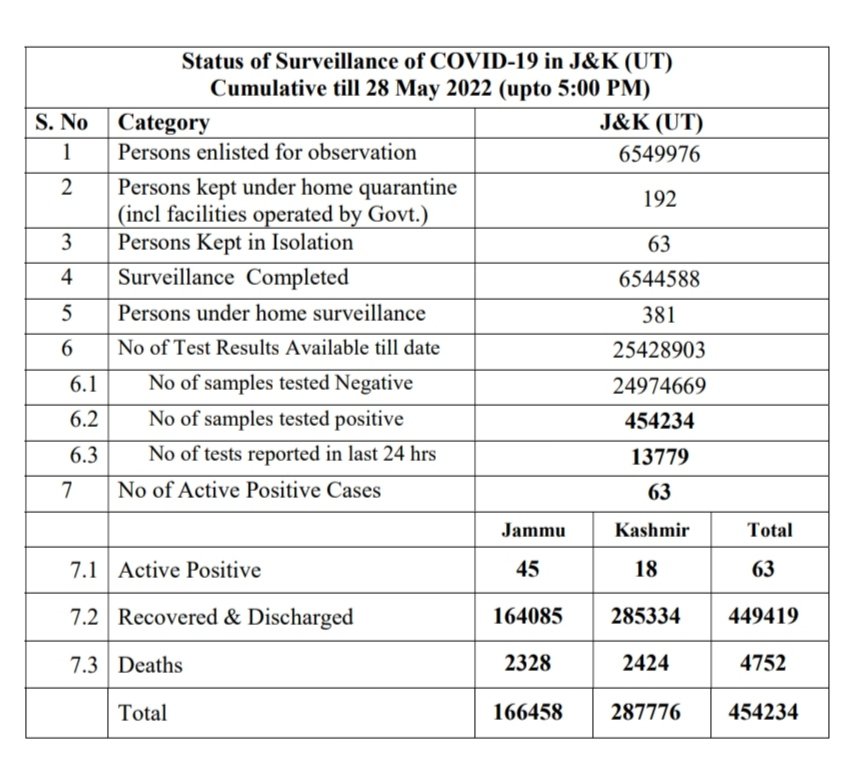 Status of Surveillance of COVID-19 in J&K (UT)
Cumulative till 28 May 2022 (upto 5:00 PM)
S. No Category J&K (UT)
1 Persons enlisted for observation 6549976
2 Persons kept under home quarantine
(incl facilities operated by Govt.) 192
3 Persons Kept in Isolation 63
4 Surveillance Completed 6544588
5 Persons under home surveillance 381
6 No of Test Results Available till date 25428903
6.1 No of samples tested Negative 24974669
6.2 No of samples tested positive 454234
6.3 No of tests reported in last 24 hrs 13779
7 No of Active Positive Cases 63
Jammu Kashmir Total
7.1 Active Positive 45 18 63
7.2 Recovered & Discharged 164085 285334 449419
7.3 Deaths 2328 2424 4752
Total 166458 287776 454234